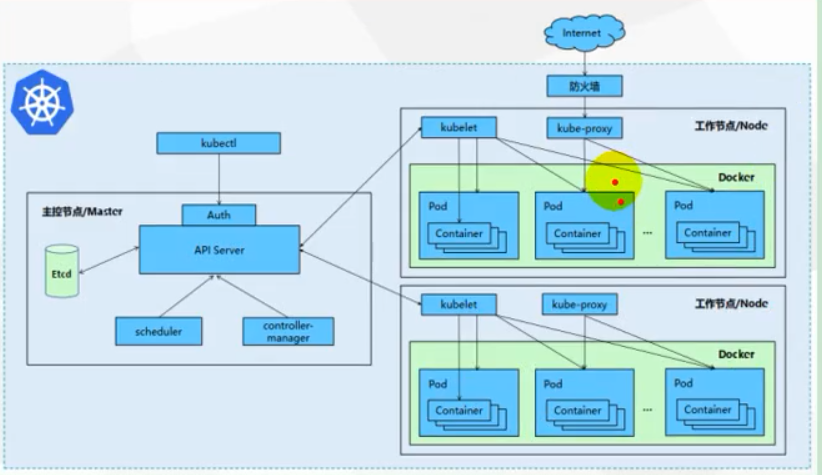 Internet
防火墙
kubectl
kubelet
kube-proxy
工作节点/Node
Docker
主控节点/Master
Auth
API Server
Etcd
scheduler
controller-
manager
Pod
Container
Pod
Container
...
Pod
Container
kubelet
kube-proxy
工作节点/Node
Docker
Pod
Container
Pod
Container
...
Pod
Container